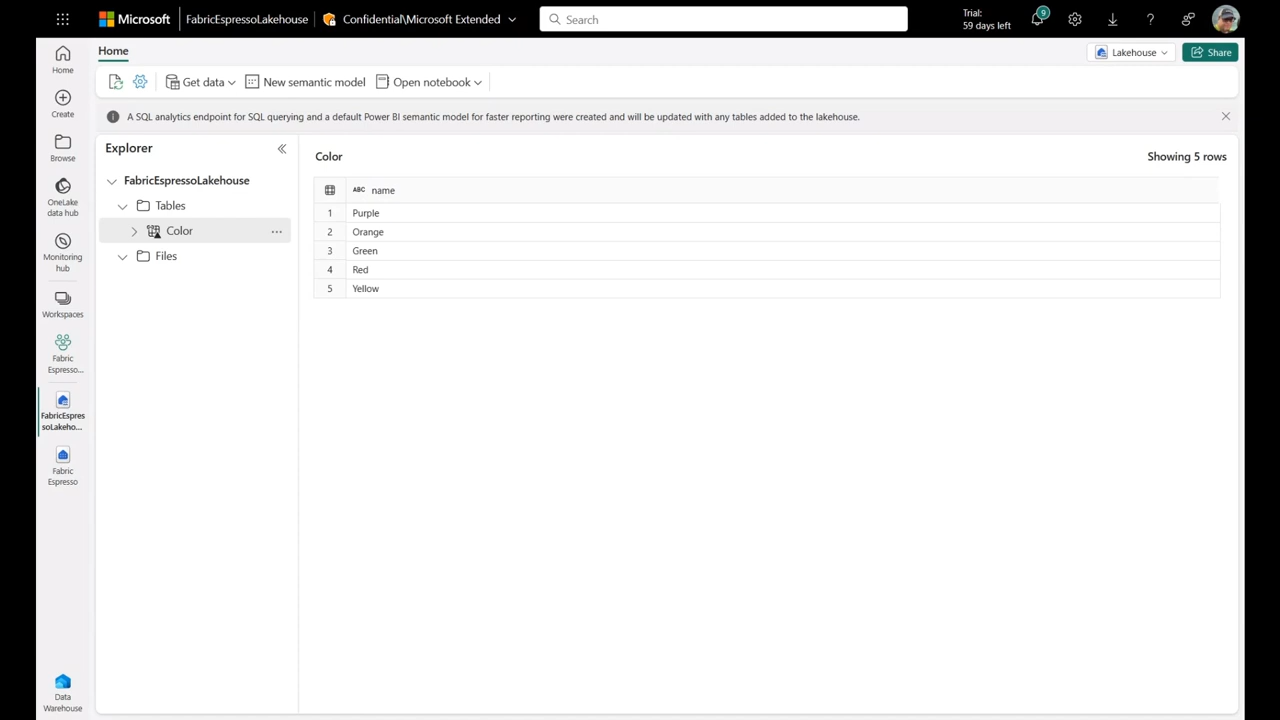 Microsoft
FabricEspressoLakehouse
Confidential\Microsoft Extended
Search
Trial:
59 days left
9
Home
Create
Browse
OneLake
data hub
Monitoring
hub
Workspaces
Fabric
Espresso...
FabricEspres
soLakeho...
Fabric
Espresso
Data
Warehouse
Home
Lakehouse
Share
Get data
New semantic model
Open notebook
A SQL analytics endpoint for SQL querying and a default Power BI semantic model for faster reporting were created and will be updated with any tables added to the lakehouse.
Explorer
FabricEspressoLakehouse
Tables
Color
...
Files
Color
Showing 5 rows
ABC name
1 Purple
2 Orange
3 Green
4 Red
5 Yellow